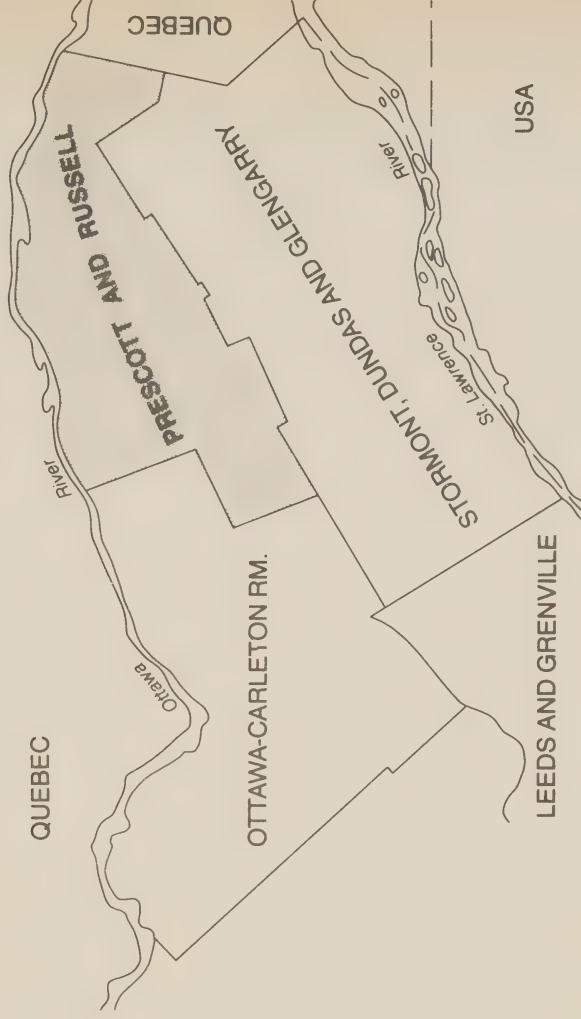 QUEBEC
Ottawa
River
QUEBEC
PRESCOTT AND RUSSELL
OTTAWA-CARLETON RM.
STORMONT, DUNDAS AND GLENGARRY
St. Lawrence
River
LEEDS AND GRENVILLE
USA